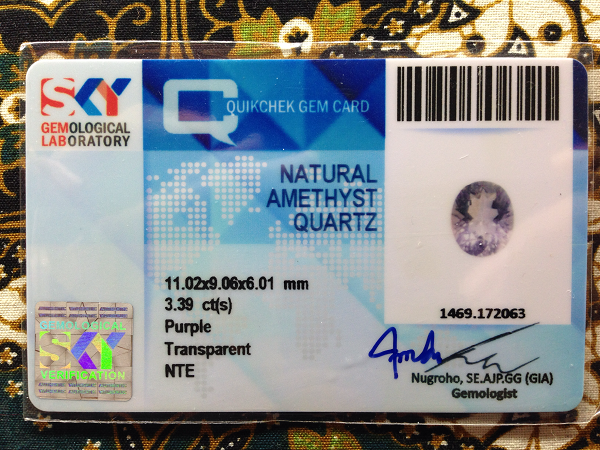 SKY
GEMOLOGICAL
LABORATORY
QUIKCHEK GEM CARD
NATURAL
AMETHYST
QUARTZ
11.02x9.06x6.01 mm
3.39 ct(s)
Purple
Transparent
NTE
1469.172063
Nugroho, SE.AJP.GG (GIA)
Gemologist
GEMOLOGICAL
SKY
VERIFICATION